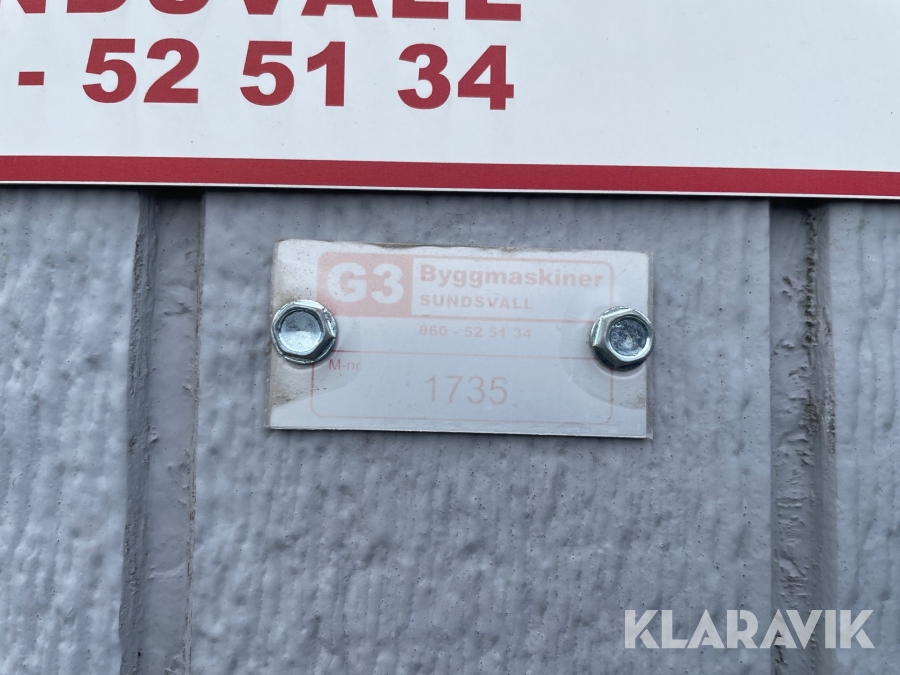 NDSVALL
- 52 51 34
G3 Byggmaskiner
SUNDSVALL
060 - 52 51 34
M-nr
1735
KLARAVIK